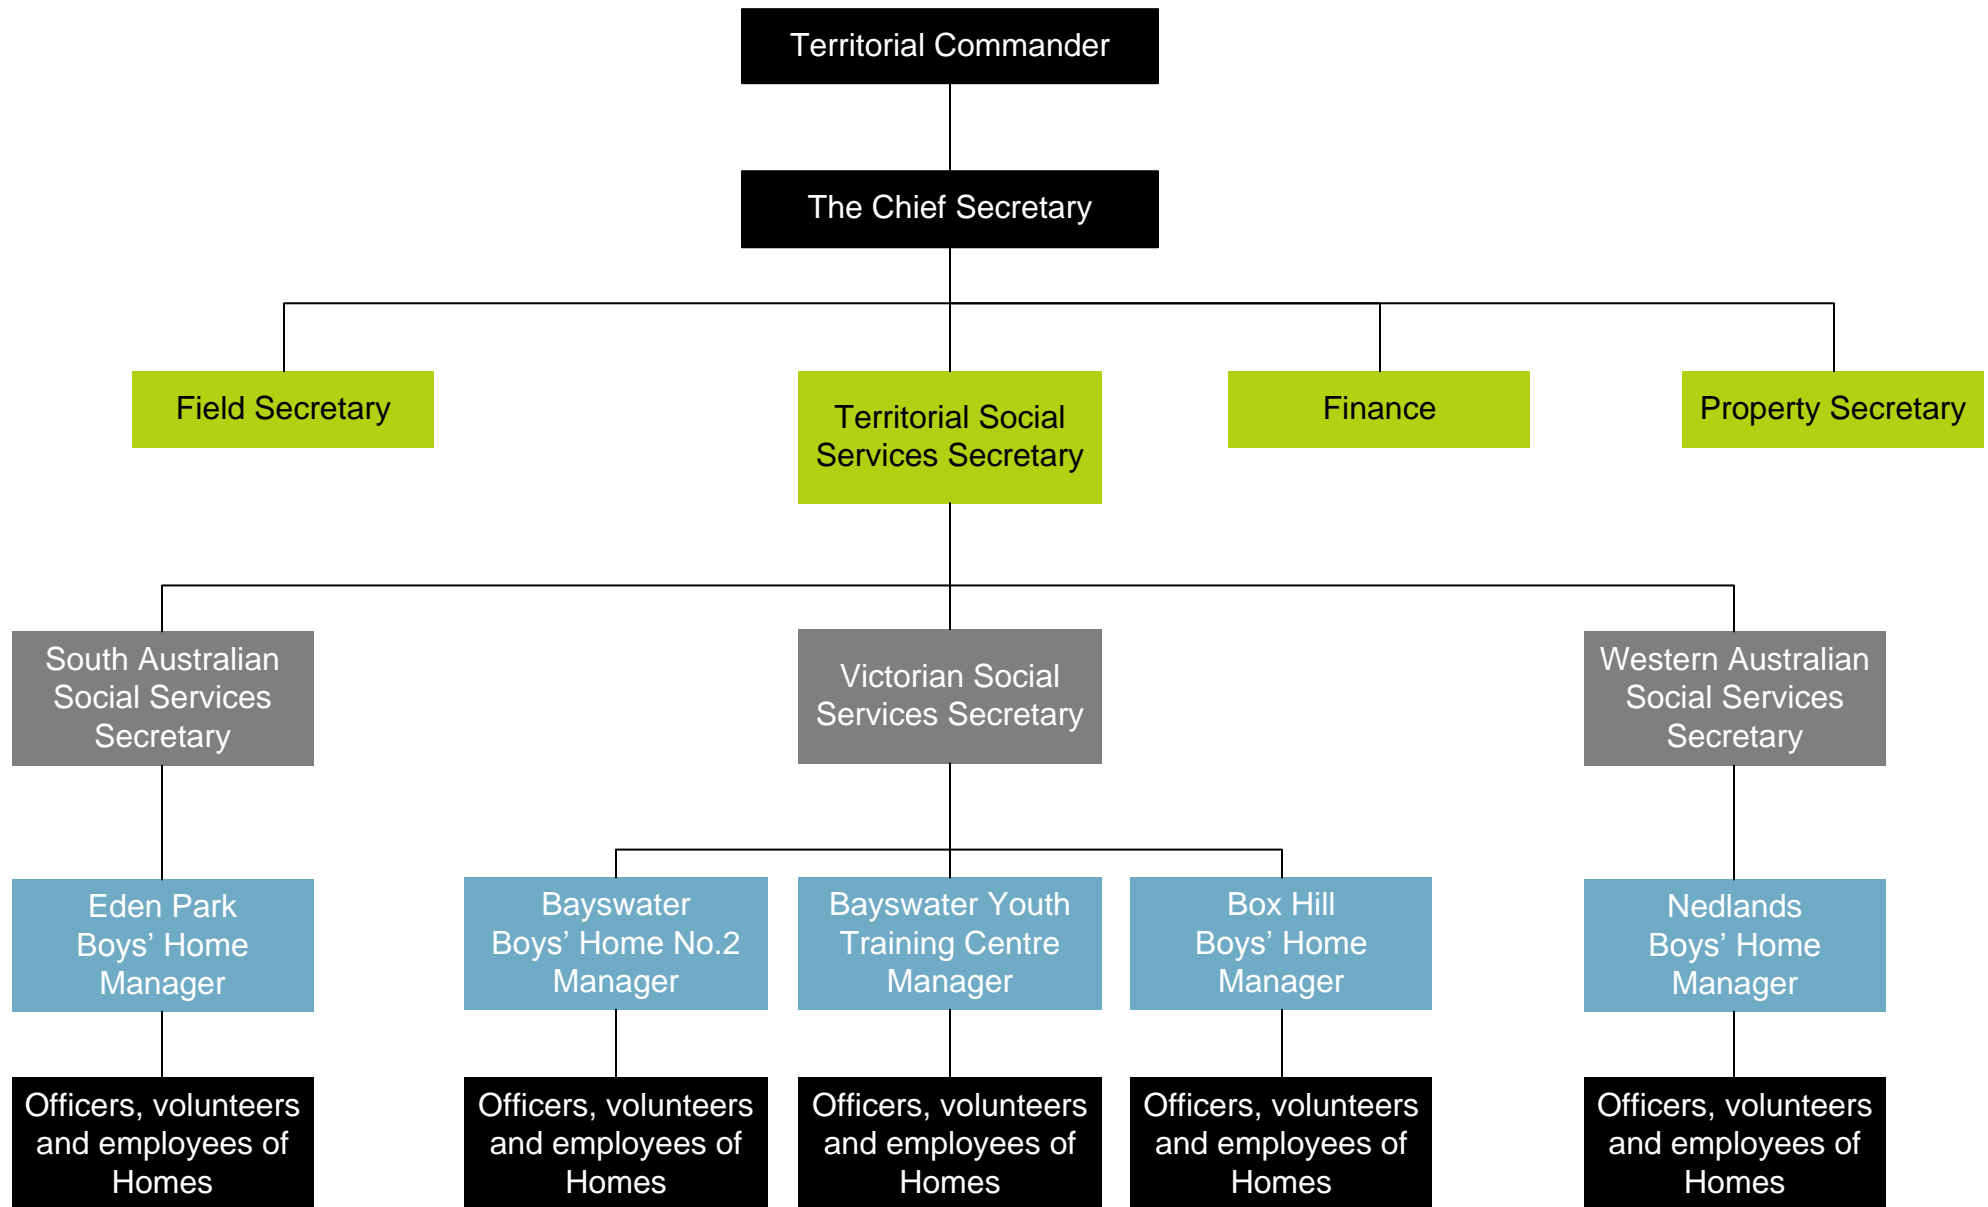 Territorial Commander
The Chief Secretary
Field Secretary
Territorial Social
Services Secretary
Finance
Property Secretary
South Australian
Social Services
Secretary
Victorian Social
Services Secretary
Western Australian
Social Services
Secretary
Eden Park
Boys’ Home
Manager
Bayswater
Boys’ Home No.2
Manager
Bayswater Youth
Training Centre
Manager
Box Hill
Boys’ Home
Manager
Nedlands
Boys’ Home
Manager
Officers, volunteers
and employees of
Homes
Officers, volunteers
and employees of
Homes
Officers, volunteers
and employees of
Homes
Officers, volunteers
and employees of
Homes
Officers, volunteers
and employees of
Homes